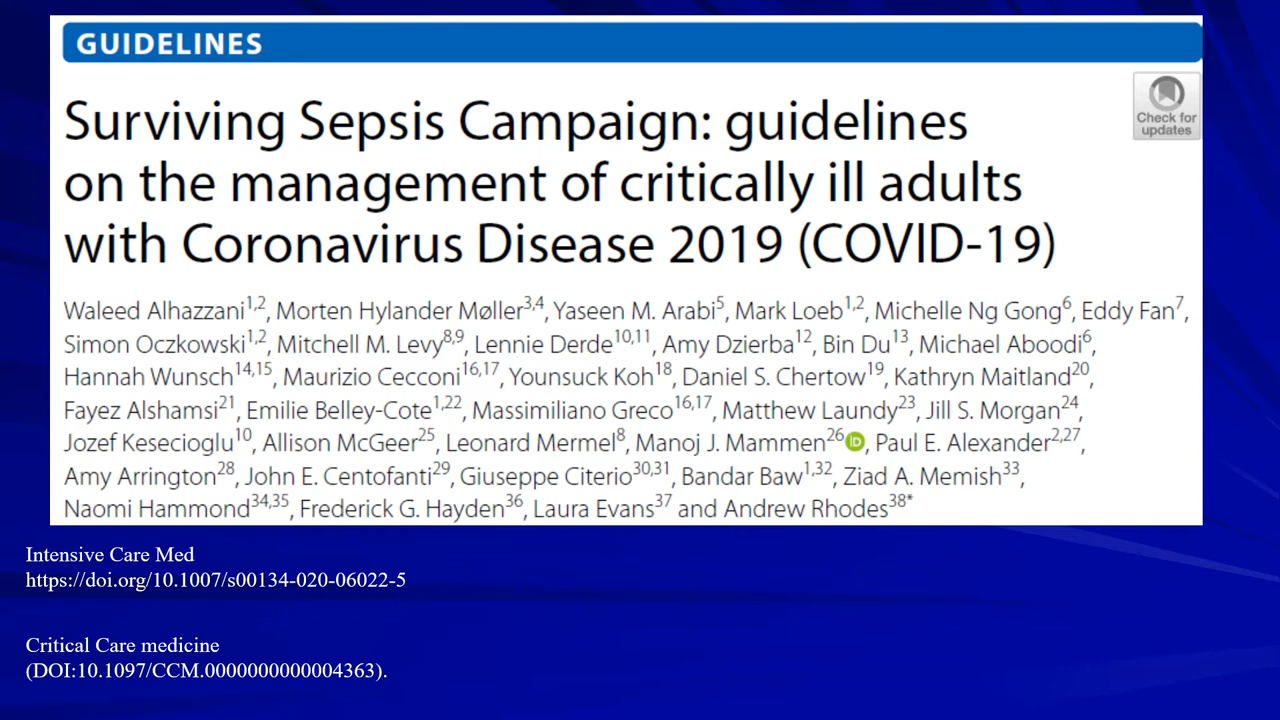 GUIDELINES
Check for
updates
Surviving Sepsis Campaign: guidelines
on the management of critically ill adults
with Coronavirus Disease 2019 (COVID-19)
Waleed Alhazzani1,2, Morten Hylander Møller3,4, Yaseen M. Arabi5, Mark Loeb1,2, Michelle Ng Gong6, Eddy Fan7,
Simon Oczkowski1,2, Mitchell M. Levy8,9, Lennie Derde10,11, Amy Dzierba12, Bin Du13, Michael Aboodi6,
Hannah Wunsch14,15, Maurizio Cecconi16,17, Younsuck Koh18, Daniel S. Chertow19, Kathryn Maitland20,
Fayez Alshamsi21, Emilie Belley-Cote1,22, Massimiliano Greco16,17, Matthew Laundy23, Jill S. Morgan24,
Jozef Kesecioglu10, Allison McGeer25, Leonard Mermel8, Manoj J. Mammen26 iD, Paul E. Alexander2,27,
Amy Arrington28, John E. Centofanti29, Giuseppe Citerio30,31, Bandar Baw1,32, Ziad A. Memish33,
Naomi Hammond34,35, Frederick G. Hayden36, Laura Evans37 and Andrew Rhodes38*
Intensive Care Med
https://doi.org/10.1007/s00134-020-06022-5
Critical Care medicine
(DOI:10.1097/CCM.0000000000004363).